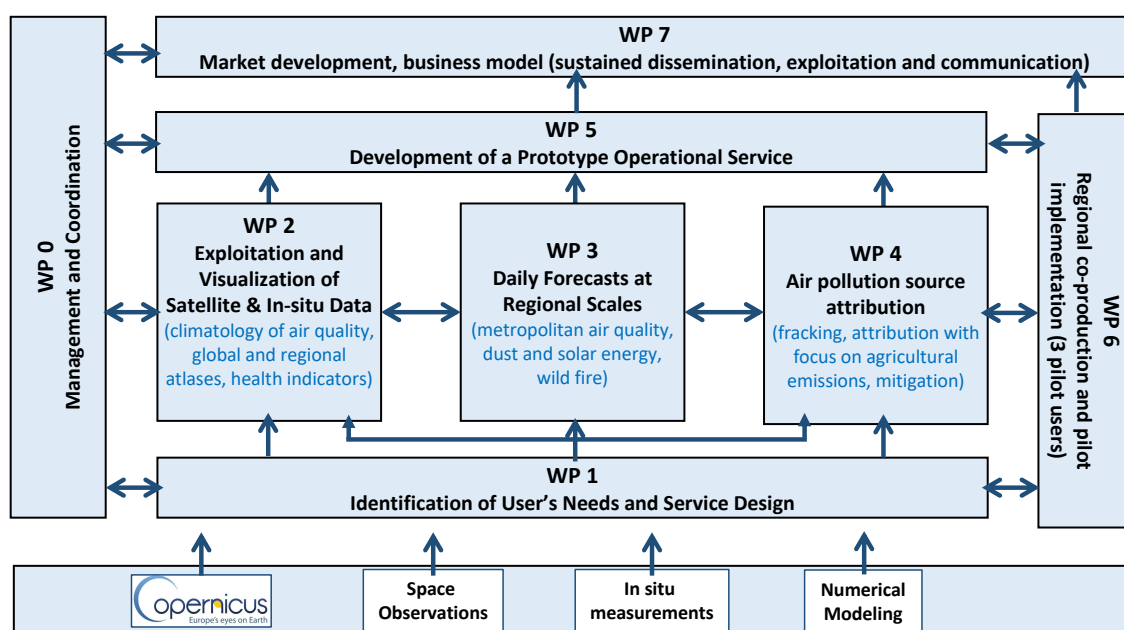 WP 7
Market development, business model (sustained dissemination, exploitation and communication)
WP 0
Management and Coordination
WP 5
Development of a Prototype Operational Service
WP 2
Exploitation and
Visualization of
Satellite & In-situ Data
(climatology of air quality,
global and regional
atlases, health indicators)
WP 3
Daily Forecasts at
Regional Scales
(metropolitan air quality,
dust and solar energy,
wild fire)
WP 4
Air pollution source
attribution
(fracking, attribution with
focus on agricultural
emissions, mitigation)
WP 6
Regional co-production and pilot
implementation (3 pilot users)
WP 1
Identification of User's Needs and Service Design
Copernicus
Europe's eyes on Earth
Space
Observations
In situ
measurements
Numerical
Modeling